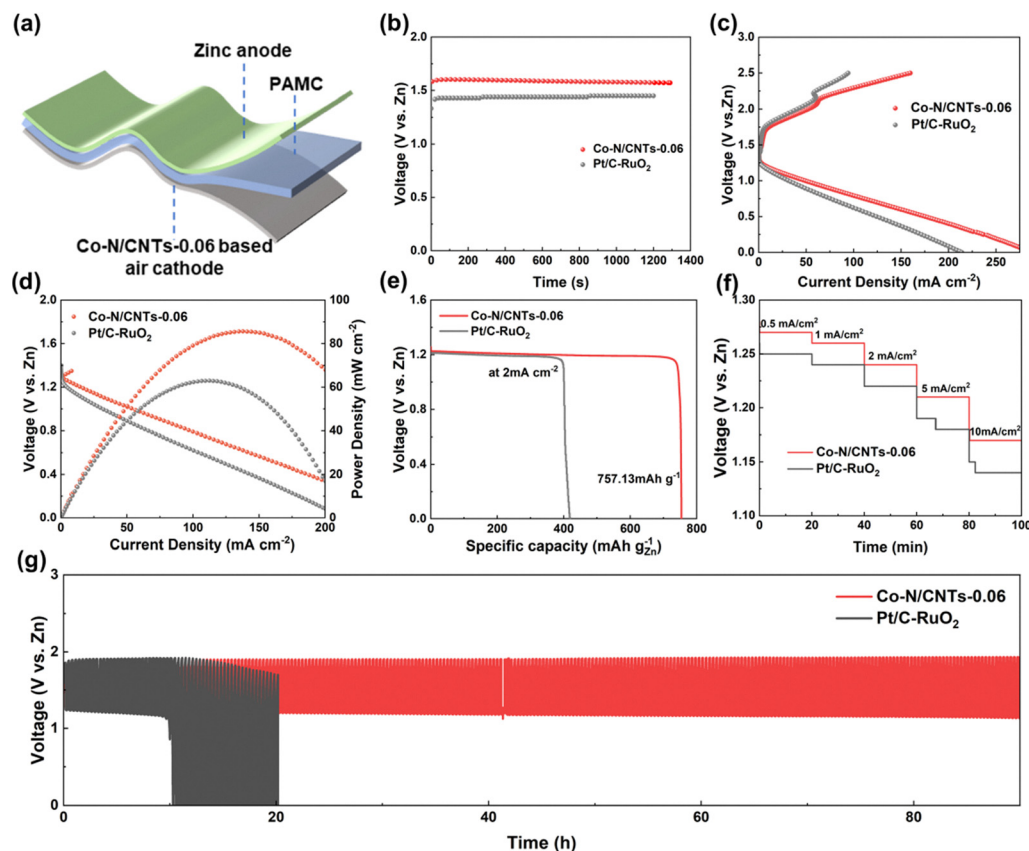 (a)
Zinc anode
PAMC
Co-N/CNTs-0.06 based
air cathode
(b)
Voltage (V vs. Zn)
2.0
1.5
1.0
0.5
0.0
Co-N/CNTs-0.06
Pt/C-RuO₂
0 200 400 600 800 1000 1200 1400
Time (s)
(c)
Voltage (V vs. Zn)
3.0
2.5
2.0
1.5
1.0
0.5
0.0
Co-N/CNTs-0.06
Pt/C-RuO₂
0 50 100 150 200 250
Current Density (mA cm⁻²)
(d)
Voltage (V vs. Zn)
2.0
1.6
1.2
0.8
0.4
0.0
Co-N/CNTs-0.06
Pt/C-RuO₂
100
80
60
40
20
0
Power Density (mW cm⁻²)
0 50 100 150 200
Current Density (mA cm⁻²)
(e)
Voltage (V vs. Zn)
1.6
1.2
0.8
0.4
0.0
Co-N/CNTs-0.06
Pt/C-RuO₂
at 2mA cm⁻²
757.13mAh g⁻¹
0 200 400 600 800
Specific capacity (mAh g⁻¹Zn)
(f)
Voltage (V vs. Zn)
1.30
1.25
1.20
1.15
1.10
0.5 mA/cm²
1 mA/cm²
2 mA/cm²
5 mA/cm²
10mA/cm²
Co-N/CNTs-0.06
Pt/C-RuO₂
0 20 40 60 80 100
Time (min)
(g)
Voltage (V vs. Zn)
3
2
1
0
Co-N/CNTs-0.06
Pt/C-RuO₂
0 20 40 60 80
Time (h)